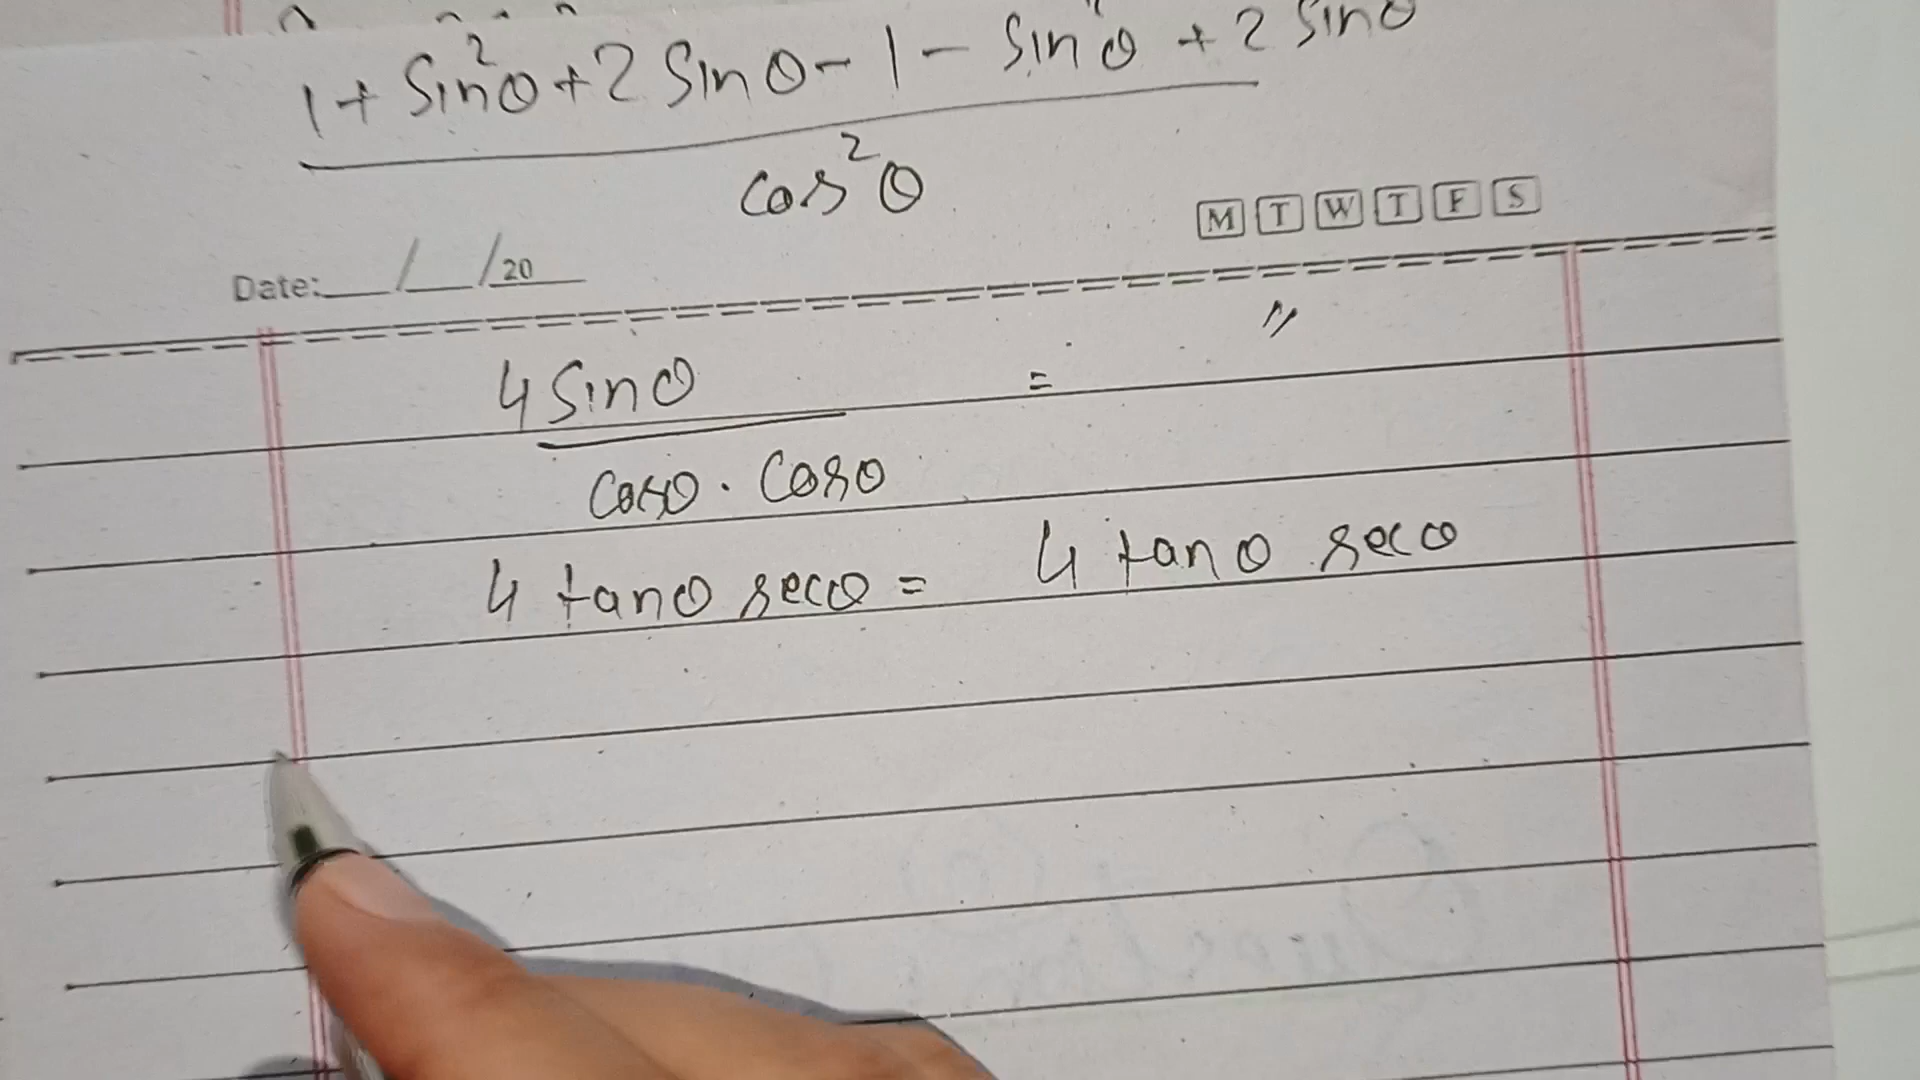 1 + Sin²θ + 2 Sinθ - 1 - Sin²θ + 2 Sinθ
cos²θ
M T W T F S
Date: / /20
4 Sinθ = "
cosθ . cosθ
4 tanθ secθ = 4 tanθ secθ